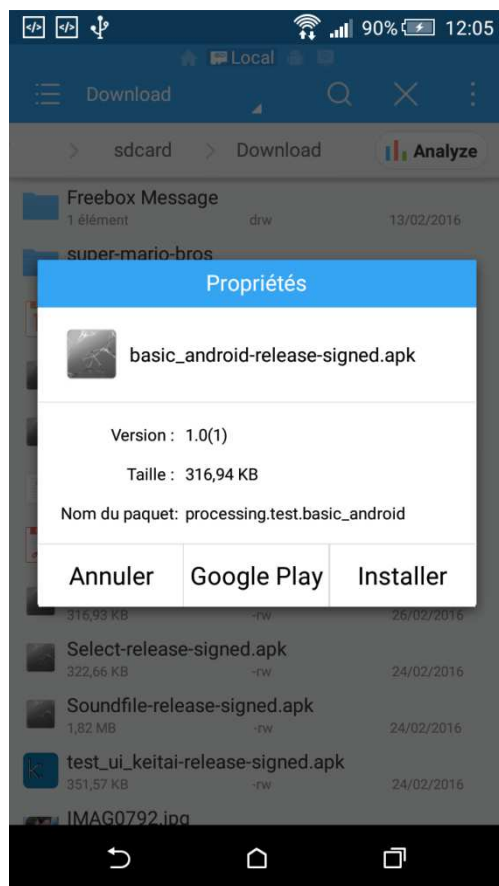 90% 12:05
Local
Download
sdcard > Download Analyze
Freebox Message
1 élément drw 13/02/2016
super-mario-bros
Propriétés
basic_android-release-signed.apk
Version : 1.0(1)
Taille : 316,94 KB
Nom du paquet: processing.test.basic_android
Annuler Google Play Installer
316,93 KB -rw 26/02/2016
Select-release-signed.apk
322,66 KB -rw 24/02/2016
Soundfile-release-signed.apk
1,82 MB -rw 24/02/2016
test_ui_keitai-release-signed.apk
351,57 KB -rw 24/02/2016
IMAG0792.jpg